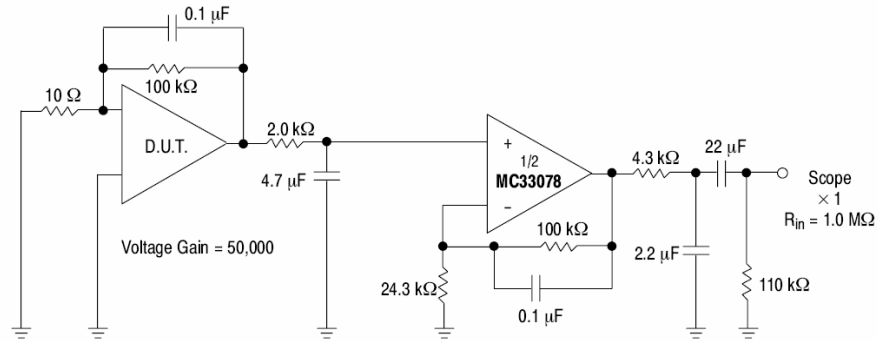 0.1 µF
100 kΩ
10 Ω
D.U.T.
2.0 kΩ
4.7 µF
Voltage Gain = 50,000
+
1/2
MC33078
−
100 kΩ
24.3 kΩ
0.1 µF
4.3 kΩ
22 µF
2.2 µF
110 kΩ
Scope
× 1
Rin = 1.0 MΩ